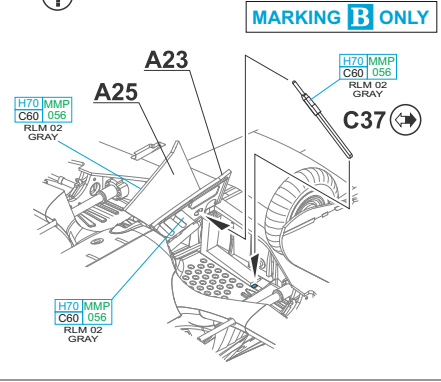 MARKING B ONLY
A23
H70 MMP
C60 056
RLM 02
GRAY
A25
H70 MMP
C60 056
RLM 02
GRAY
C37
H70 MMP
C60 056
RLM 02
GRAY